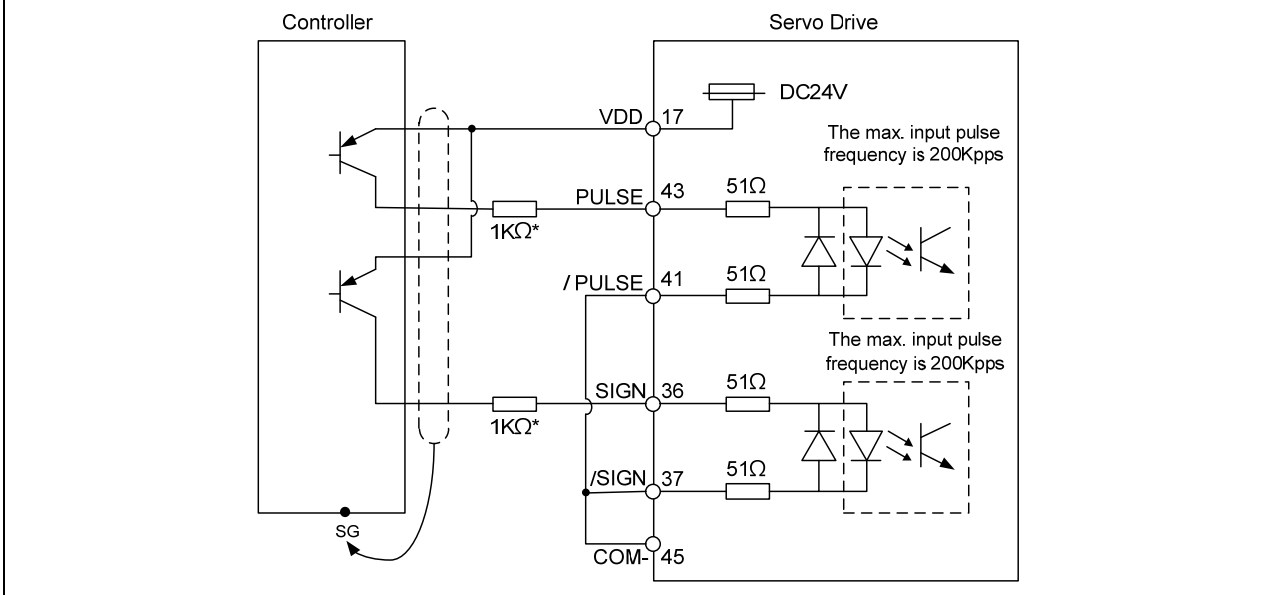 Controller
Servo Drive
DC24V
VDD 17
The max. input pulse
frequency is 200Kpps
PULSE 43
51Ω
1KΩ*
/ PULSE 41
51Ω
The max. input pulse
frequency is 200Kpps
SIGN 36
51Ω
1KΩ*
/SIGN 37
51Ω
SG
COM- 45